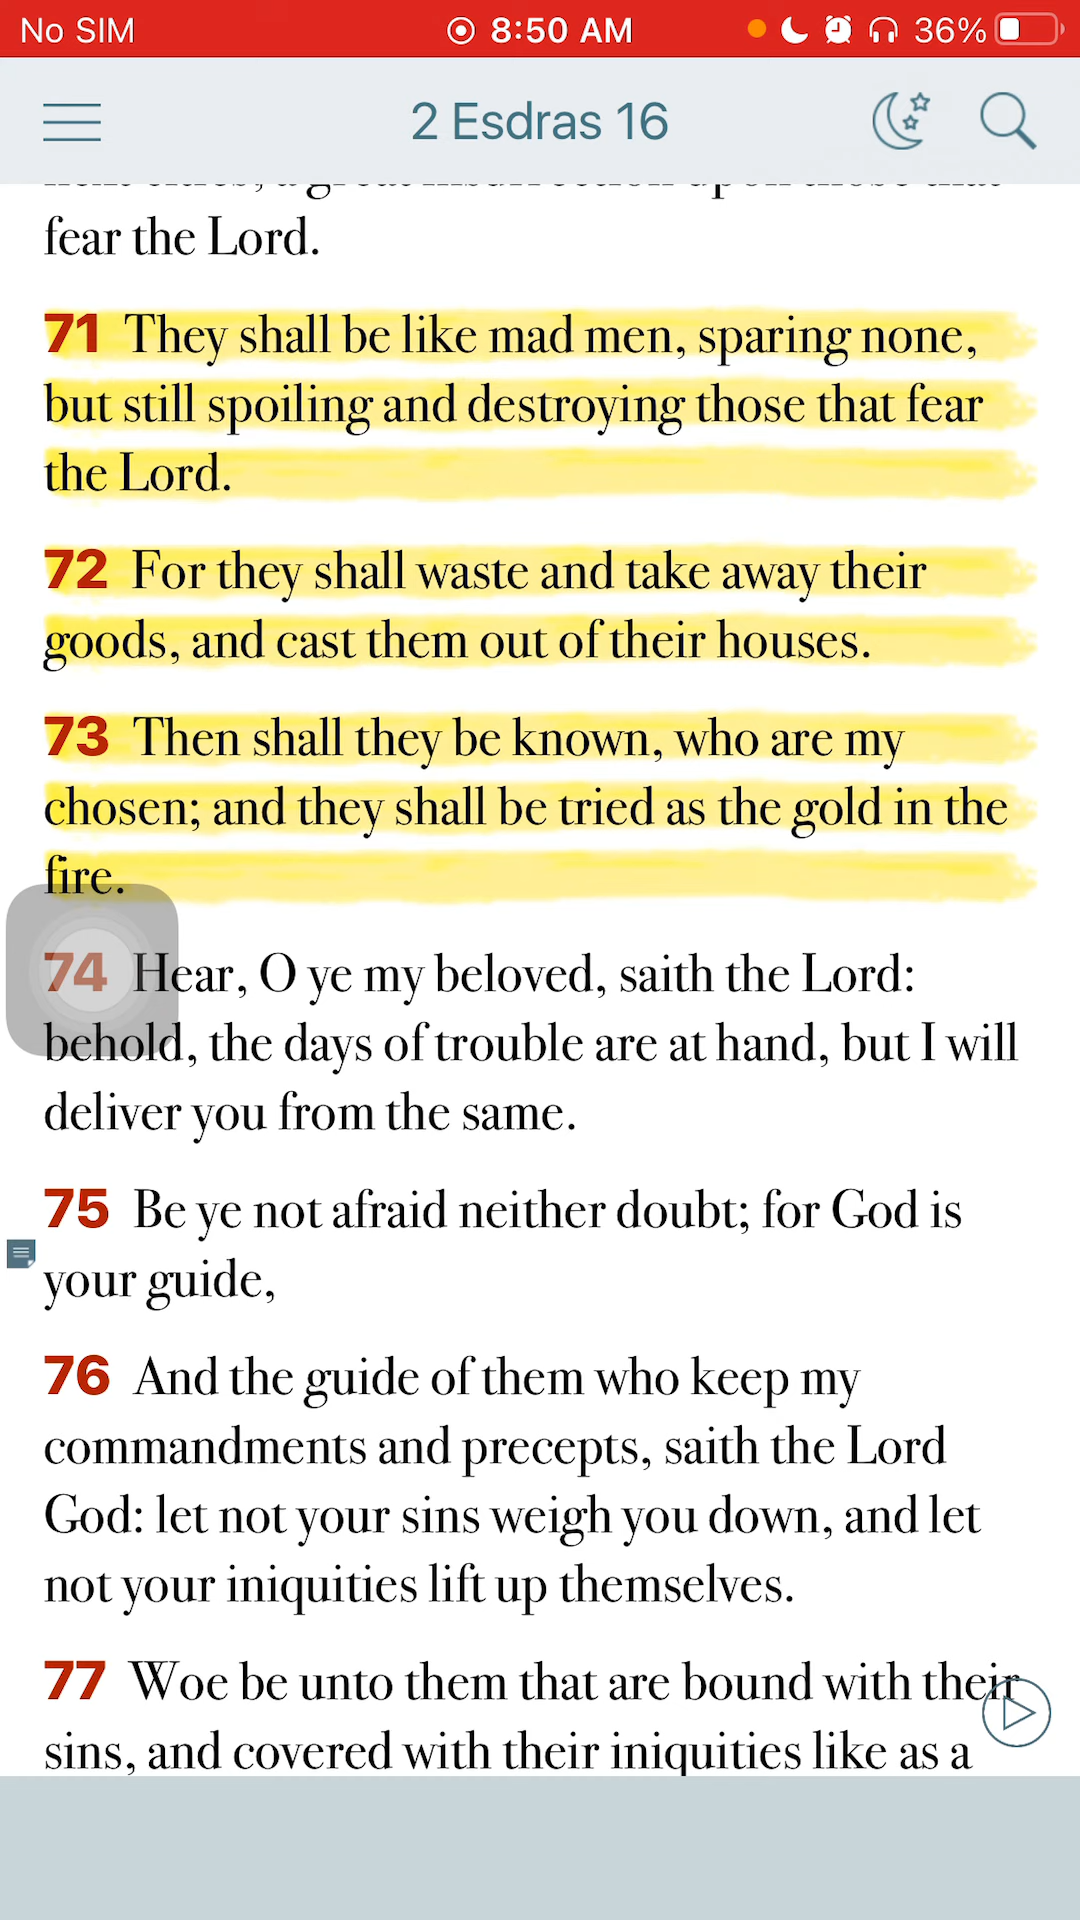 No SIM 8:50 AM 36%
2 Esdras 16
fear the Lord.
71 They shall be like mad men, sparing none,
but still spoiling and destroying those that fear
the Lord.
72 For they shall waste and take away their
goods, and cast them out of their houses.
73 Then shall they be known, who are my
chosen; and they shall be tried as the gold in the
fire.
74 Hear, O ye my beloved, saith the Lord:
behold, the days of trouble are at hand, but I will
deliver you from the same.
75 Be ye not afraid neither doubt; for God is
your guide,
76 And the guide of them who keep my
commandments and precepts, saith the Lord
God: let not your sins weigh you down, and let
not your iniquities lift up themselves.
77 Woe be unto them that are bound with their
sins, and covered with their iniquities like as a